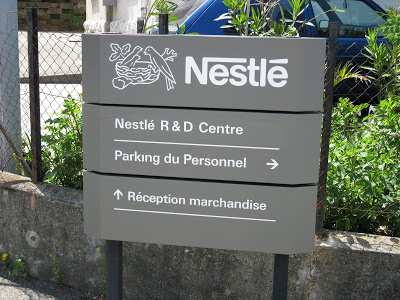 Nestlé
Nestlé R & D Centre
Parking du Personnel →
↑ Réception marchandise